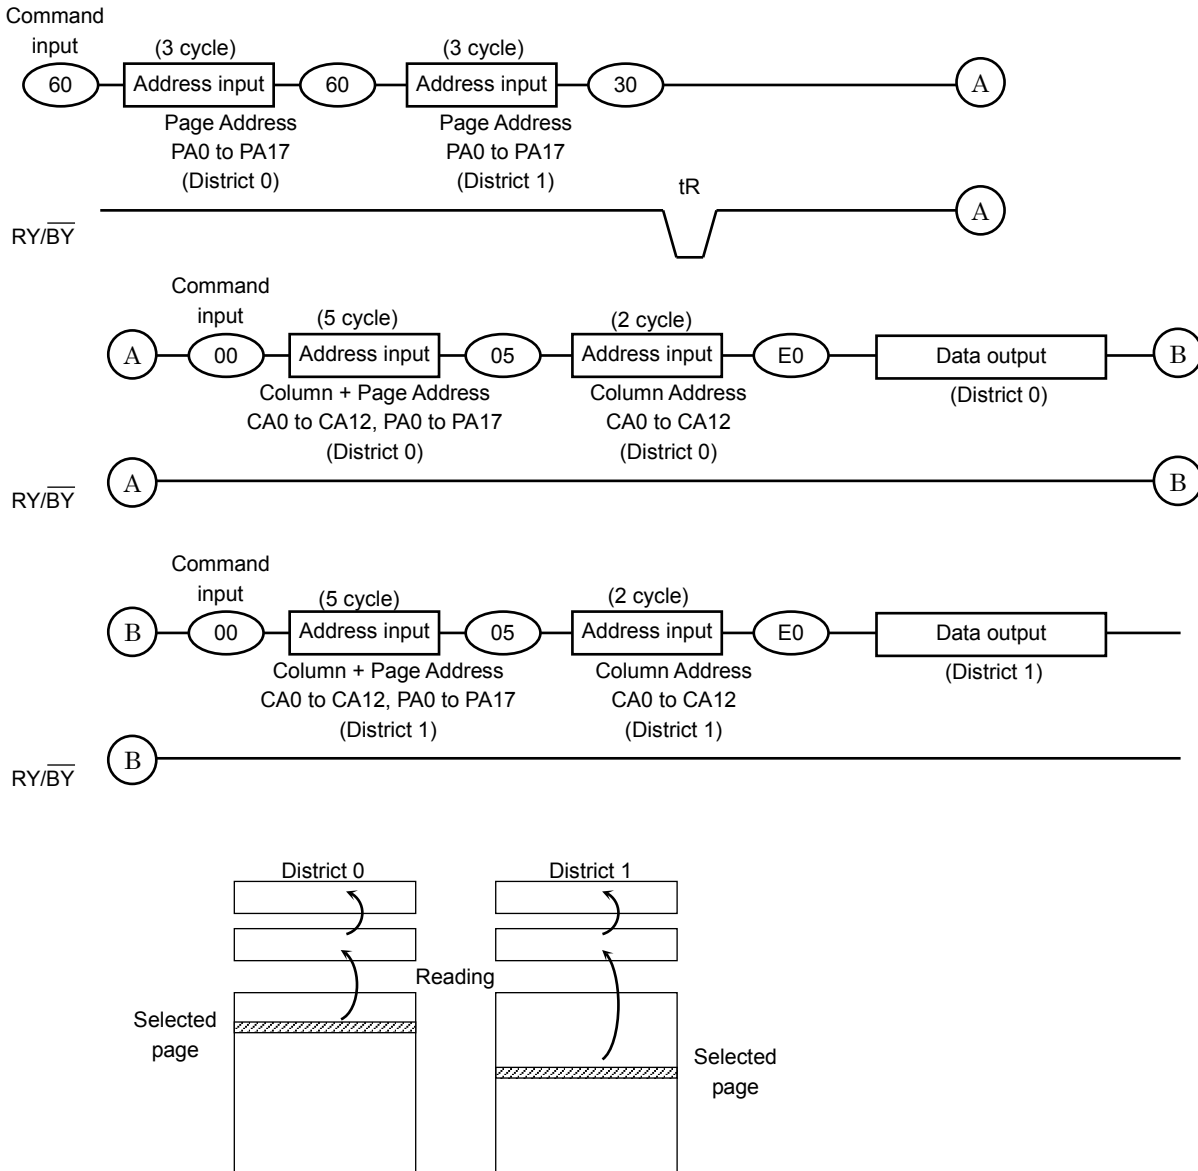 Command
input
(3 cycle) (3 cycle)
60 Address input 60 Address input 30 A
Page Address Page Address
PA0 to PA17 PA0 to PA17
(District 0) (District 1)
tR
RY/B̅Y̅ A
Command
input
(5 cycle) (2 cycle)
A 00 Address input 05 Address input E0 Data output B
Column + Page Address Column Address (District 0)
CA0 to CA12, PA0 to PA17 CA0 to CA12
(District 0) (District 0)
RY/B̅Y̅ A B
Command
input
(5 cycle) (2 cycle)
B 00 Address input 05 Address input E0 Data output
Column + Page Address Column Address (District 1)
CA0 to CA12, PA0 to PA17 CA0 to CA12
(District 1) (District 1)
RY/B̅Y̅ B
District 0 District 1
Reading
Selected
page
Selected
page